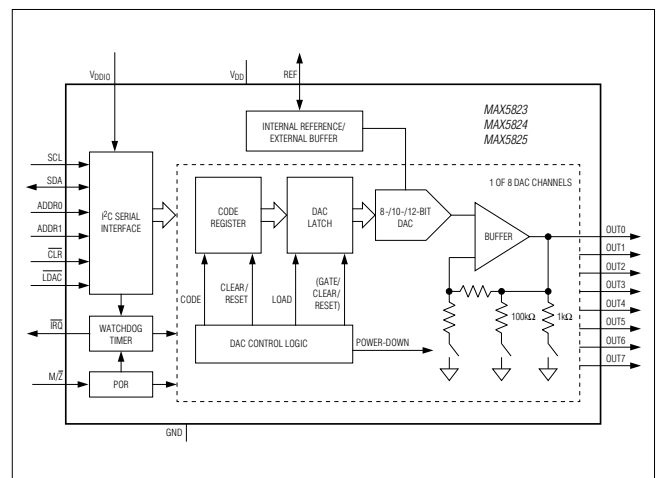 VDDIO
VDD
REF
INTERNAL REFERENCE/
EXTERNAL BUFFER
MAX5823
MAX5824
MAX5825
1 OF 8 DAC CHANNELS
SCL
SDA
ADDR0
ADDR1
CLR
LDAC
I2C SERIAL
INTERFACE
CODE
REGISTER
DAC
LATCH
8-/10-/12-BIT
DAC
BUFFER
OUT0
OUT1
OUT2
OUT3
OUT4
OUT5
OUT6
OUT7
CODE
CLEAR/
RESET
LOAD
(GATE/
CLEAR/
RESET)
100kΩ
1kΩ
IRQ
WATCHDOG
TIMER
DAC CONTROL LOGIC
POWER-DOWN
M/Z
POR
GND